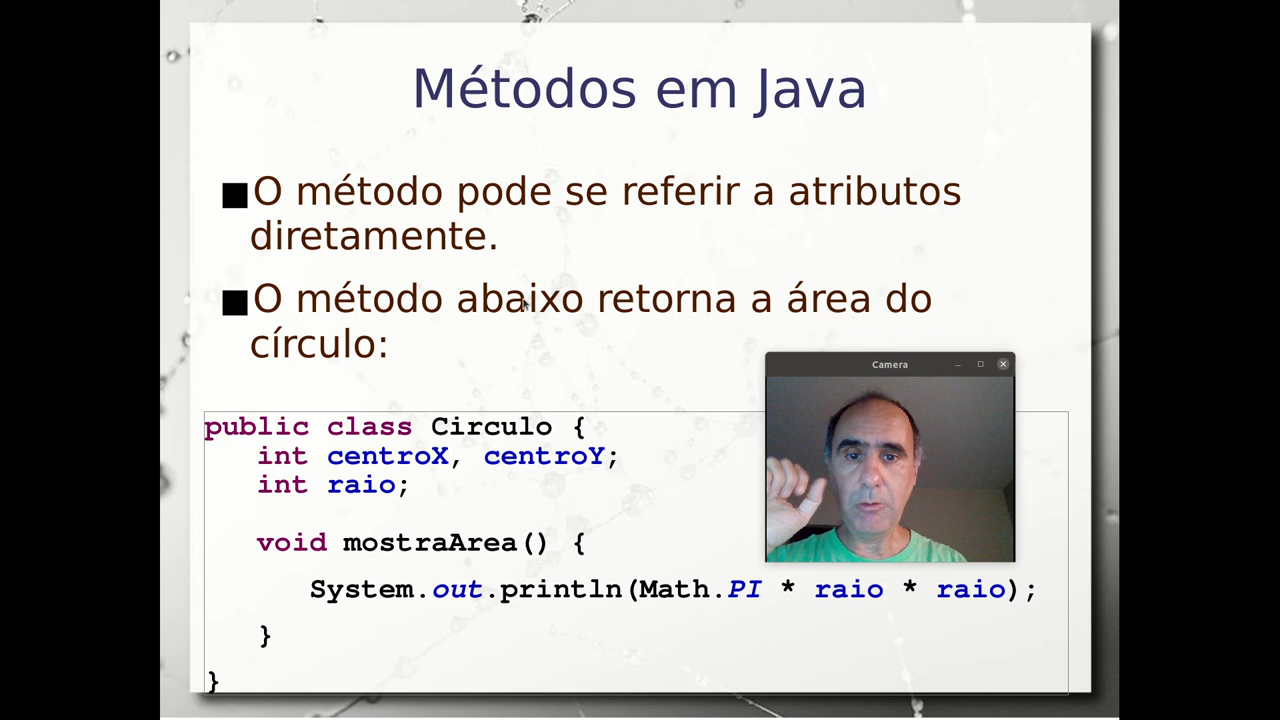 Métodos em Java
■O método pode se referir a atributos
diretamente.
■O método abaixo retorna a área do
círculo:
Camera
public class Circulo {
int centroX, centroY;
int raio;
void mostraArea() {
System.out.println(Math.PI * raio * raio);
}
}